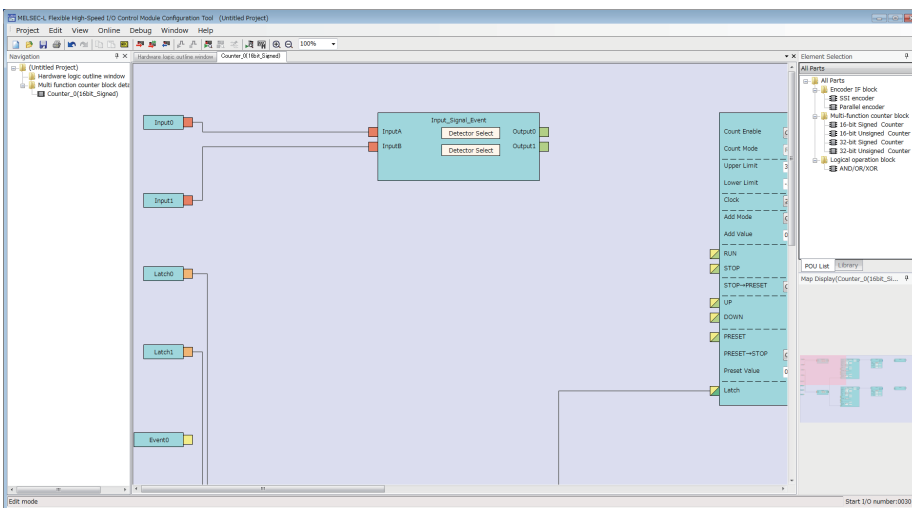 MELSEC-L Flexible High-Speed I/O Control Module Configuration Tool (Untitled Project)
Project Edit View Online Debug Window Help
100%
Navigation
(Untitled Project)
Hardware logic outline window
Multi function counter block deta
Counter_0(16bit_Signed)
Hardware logic outline window
Counter_0(16bit_Signed)
Input0
Input1
Latch0
Latch1
Event0
Input_Signal_Event
InputA
Detector Select
Output0
InputB
Detector Select
Output1
Count Enable
Count Mode
Upper Limit
3
Lower Limit
-
Clock
Add Mode
Add Value
0
RUN
STOP
STOP→PRESET
UP
DOWN
PRESET
PRESET→STOP
Preset Value
0
Latch
Element Selection
All Parts
All Parts
Encoder IF block
SSI encoder
Parallel encoder
Multi-function counter block
16-bit Signed Counter
16-bit Unsigned Counter
32-bit Signed Counter
32-bit Unsigned Counter
Logical operation block
AND/OR/XOR
POU List
Library
Map Display(Counter_0(16bit_Si...
Edit mode
Start I/O number:0030